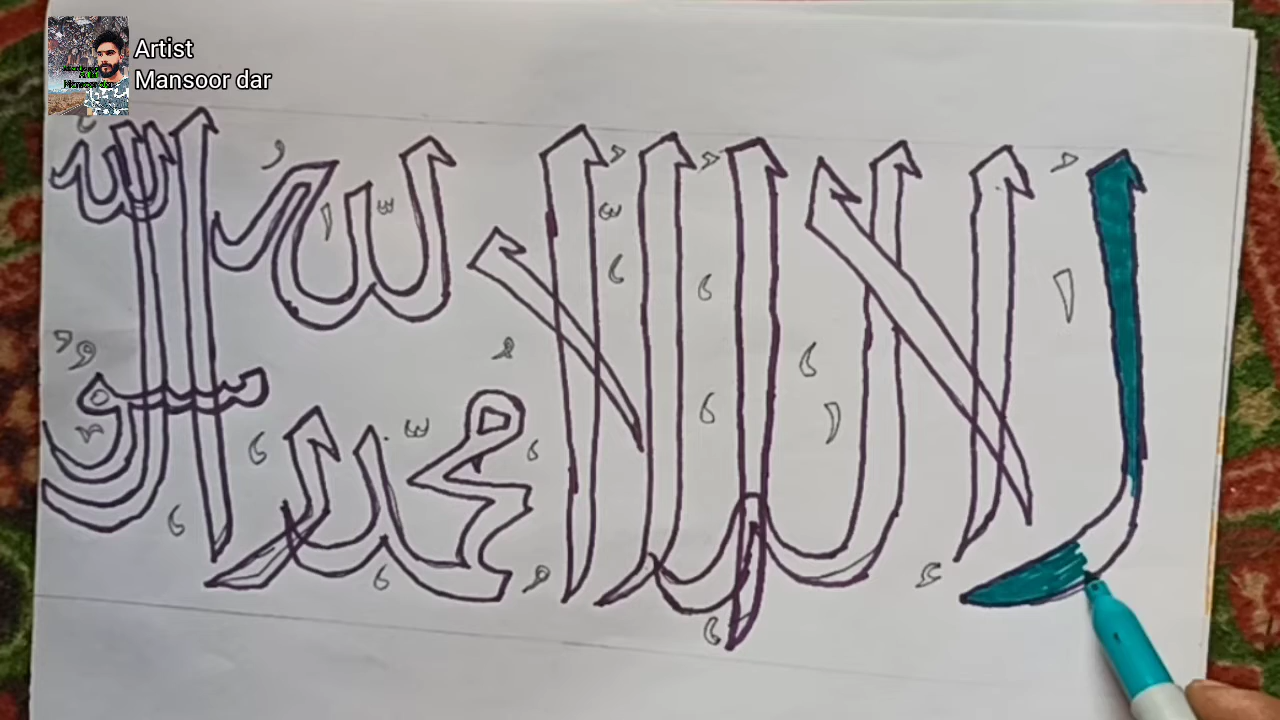 Artist
Mansoor dar
لا اله الا الله محمد رسول الله